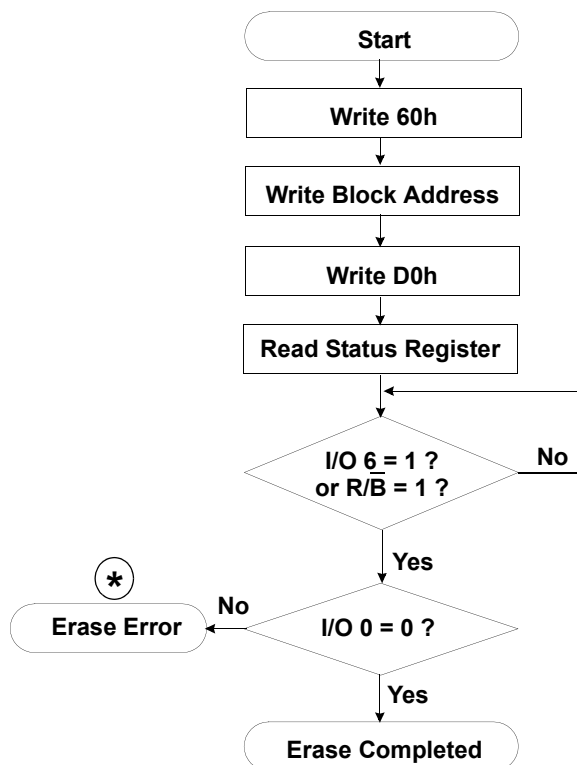 Start
Write 60h
Write Block Address
Write D0h
Read Status Register
I/O 6 = 1 ?
or R/B̅ = 1 ?
No
Yes
*
No
Erase Error
I/O 0 = 0 ?
Yes
Erase Completed